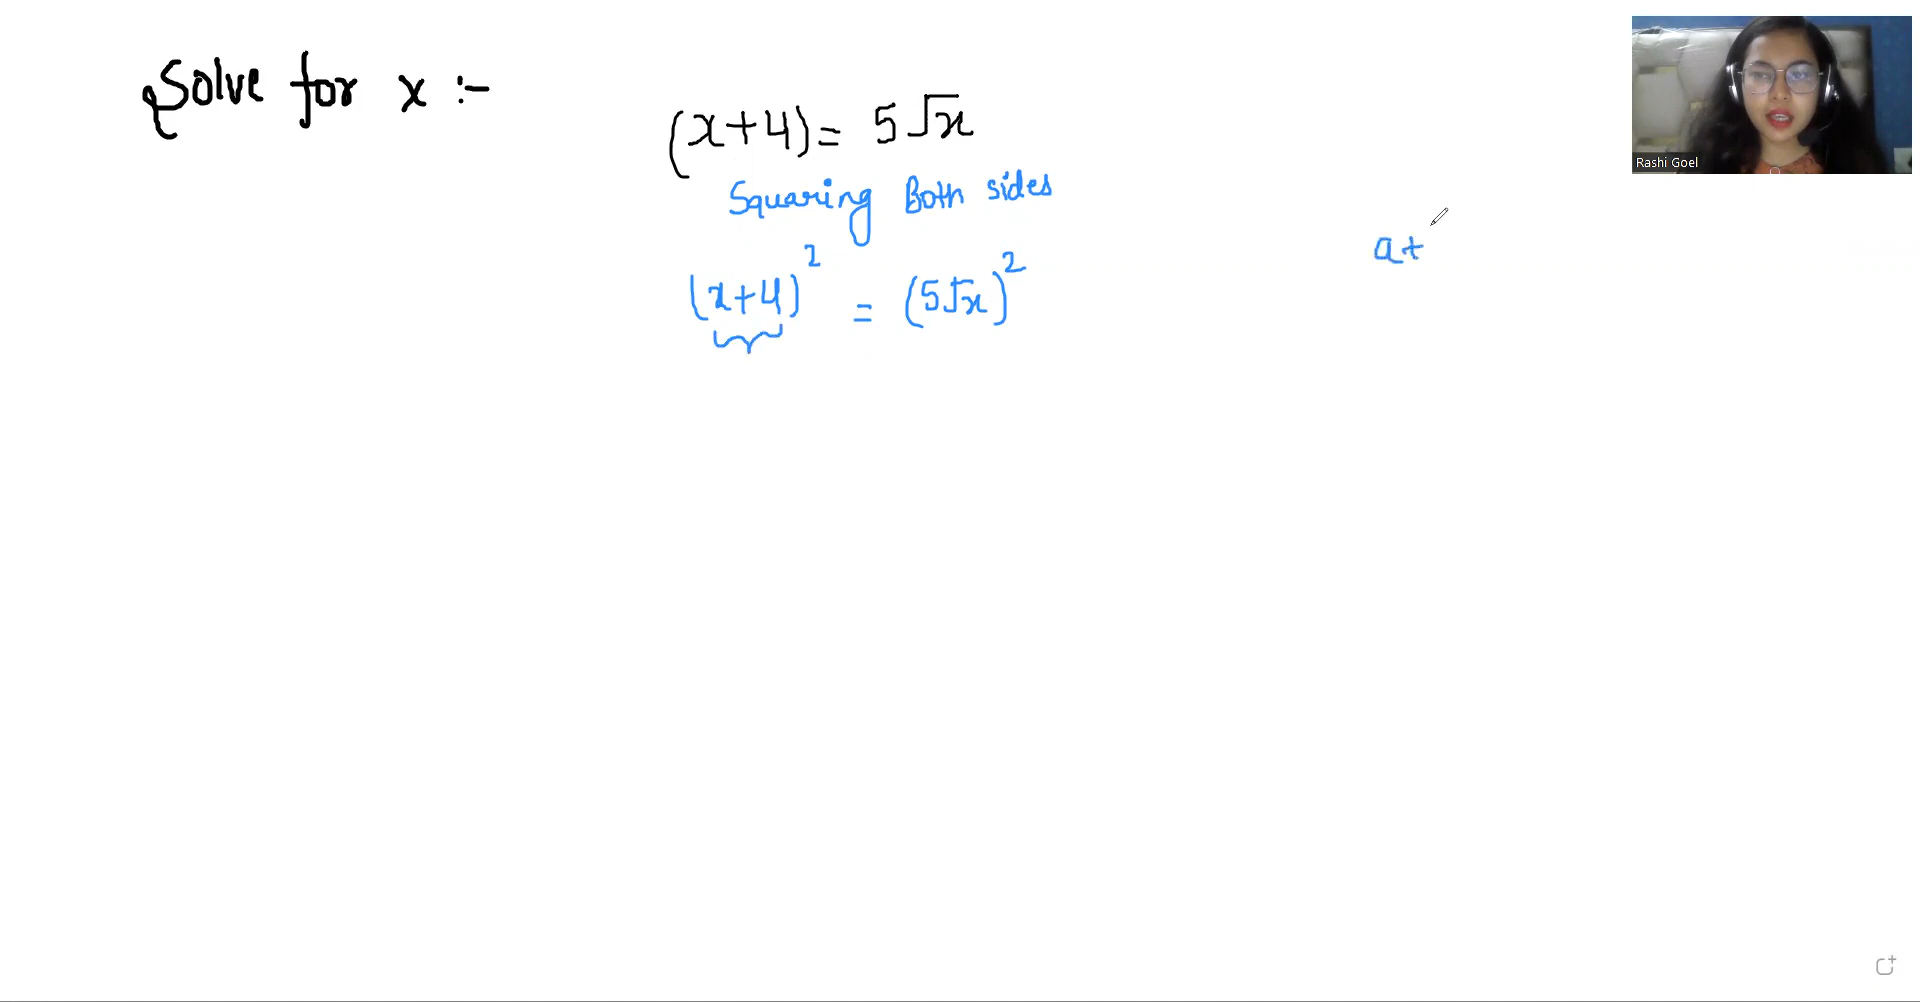 Solve for x :-
(x+4) = 5√x
Squaring Both sides
(x+4)² = (5√x)²
a+
Rashi Goel